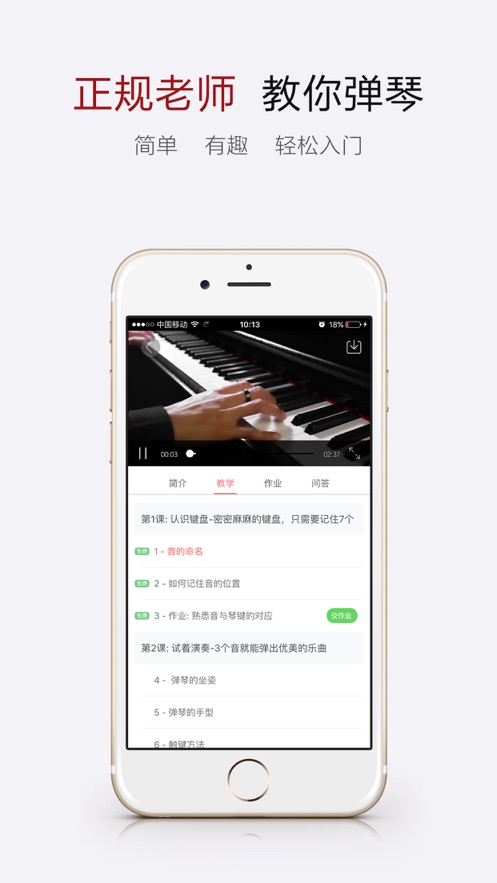 正规老师 教你弹琴
简单 有趣 轻松入门
中国移动 10:13 18%
00:03 02:37
简介 教学 作业 问答
第1课: 认识键盘-密密麻麻的键盘，只需要记住7个
免费 1 - 音的命名
免费 2 - 如何记住音的位置
免费 3 - 作业: 熟悉音与琴键的对应 交作业
第2课: 试着演奏-3个音就能弹出优美的乐曲
4 - 弹琴的坐姿
5 - 弹琴的手型
6 - 触键方法